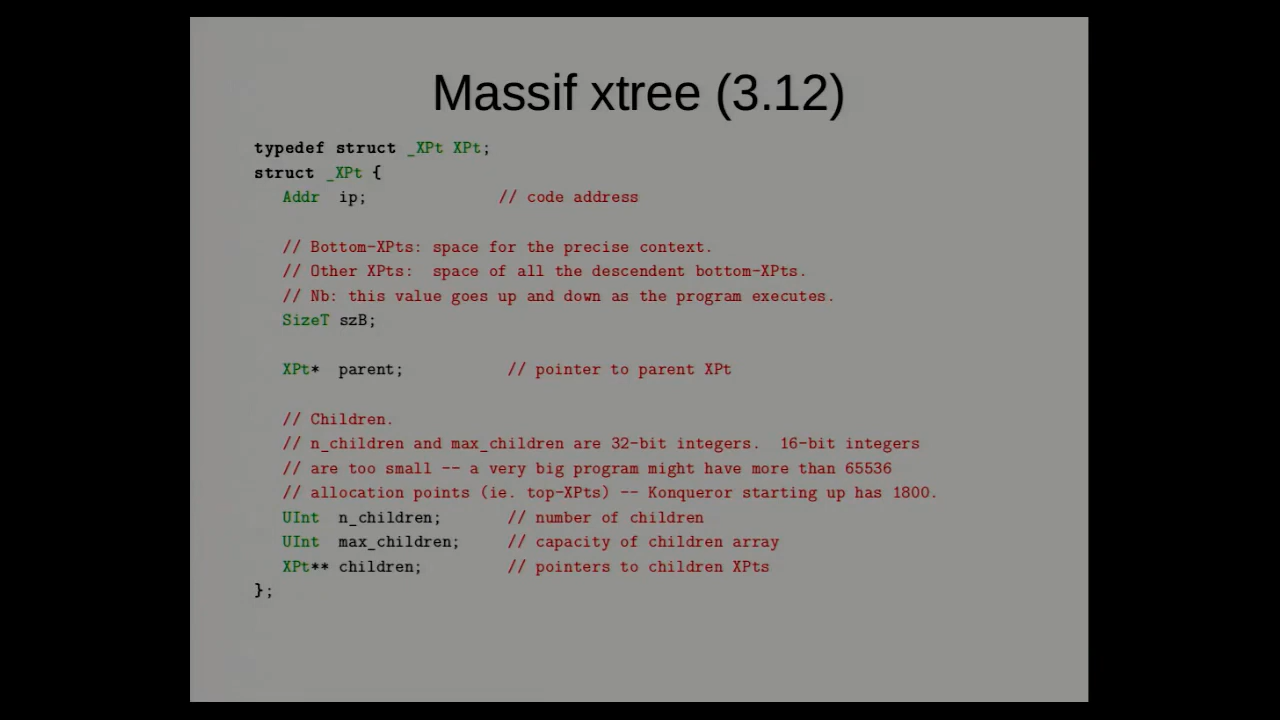 Massif xtree (3.12)
typedef struct _XPt XPt;
struct _XPt {
Addr ip; // code address
// Bottom-XPts: space for the precise context.
// Other XPts: space of all the descendent bottom-XPts.
// Nb: this value goes up and down as the program executes.
SizeT szB;
XPt* parent; // pointer to parent XPt
// Children.
// n_children and max_children are 32-bit integers. 16-bit integers
// are too small -- a very big program might have more than 65536
// allocation points (ie. top-XPts) -- Konqueror starting up has 1800.
UInt n_children; // number of children
UInt max_children; // capacity of children array
XPt** children; // pointers to children XPts
};